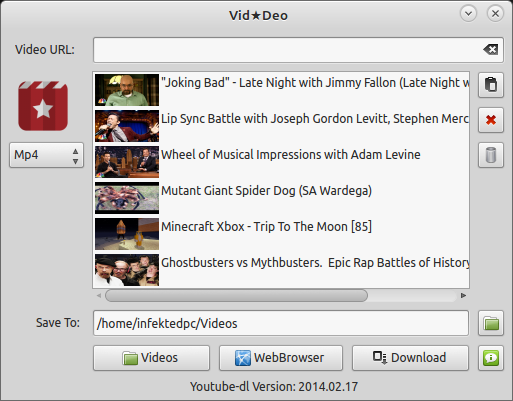 Vid★Deo
Video URL:
Mp4
"Joking Bad" - Late Night with Jimmy Fallon (Late Night w
Lip Sync Battle with Joseph Gordon Levitt, Stephen Merc
Wheel of Musical Impressions with Adam Levine
Mutant Giant Spider Dog (SA Wardega)
Minecraft Xbox - Trip To The Moon [85]
Ghostbusters vs Mythbusters. Epic Rap Battles of History
Save To: /home/infektedpc/Videos
Videos WebBrowser Download
Youtube-dl Version: 2014.02.17